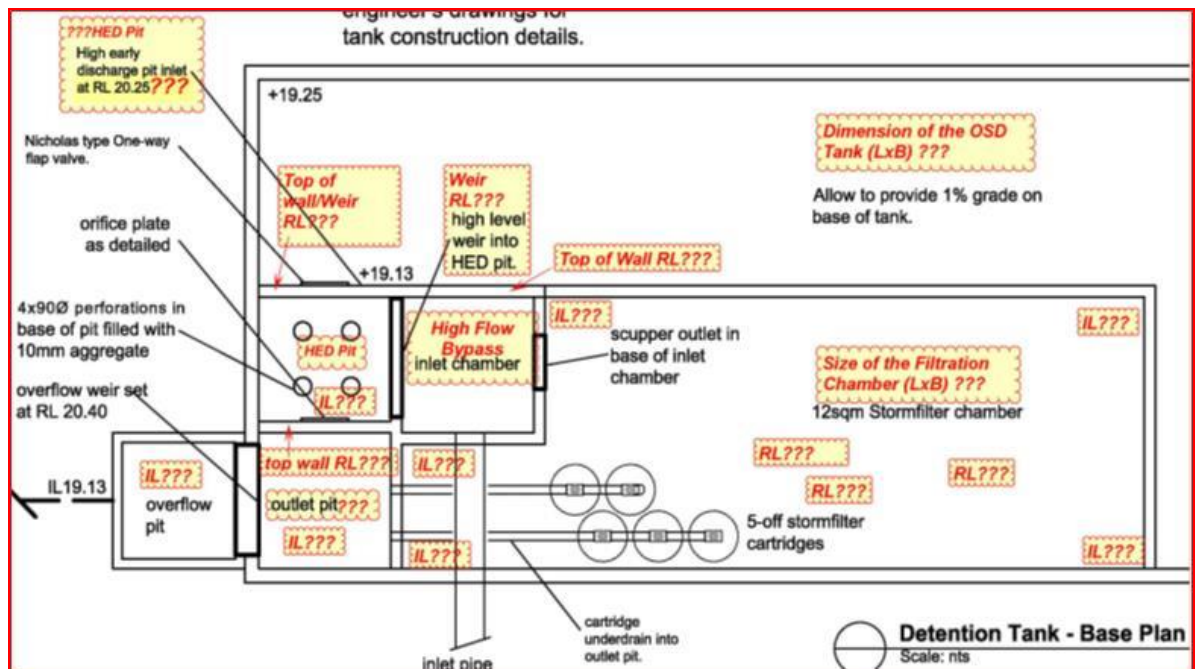 engineer's drawings for
tank construction details.
???HED Pit
High early
discharge pit inlet
at RL 20.25???
+19.25
Nicholas type One-way
flap valve.
Dimension of the OSD
Tank (LxB) ???
Allow to provide 1% grade on
base of tank.
Top of
wall/Weir
RL???
Weir
RL???
high level
weir into
HED pit.
orifice plate
as detailed
Top of Wall RL???
+19.13
4x90Ø perforations in
base of pit filled with
10mm aggregate
HED Pit
IL???
High Flow
Bypass
inlet chamber
IL???
scupper outlet in
base of inlet
chamber
IL???
Size of the Filtration
Chamber (LxB) ???
12sqm Stormfilter chamber
overflow weir set
at RL 20.40
top wall RL???
IL???
RL???
RL???
RL???
IL???
IL19.13
overflow
pit
outlet pit???
IL???
IL???
5-off stormfilter
cartridges
IL???
cartridge
underdrain into
outlet pit.
inlet pipe
Detention Tank - Base Plan
Scale: nts